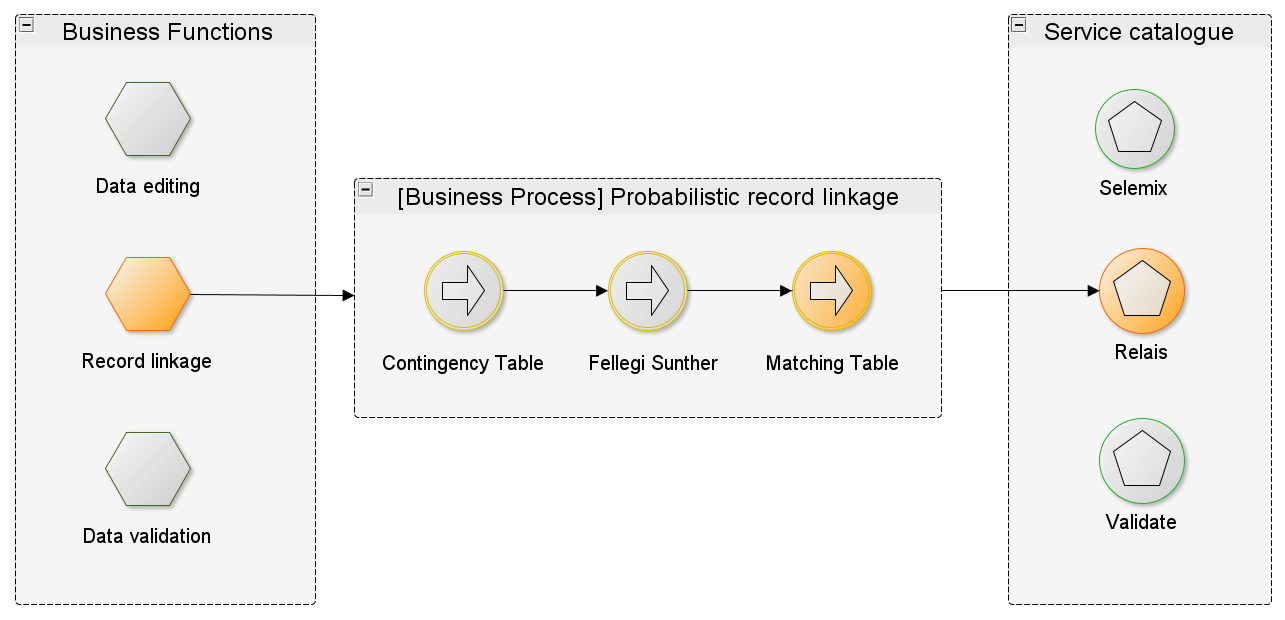 Business Functions
Data editing
Record linkage
Data validation
[Business Process] Probabilistic record linkage
Contingency Table
Fellegi Sunther
Matching Table
Service catalogue
Selemix
Relais
Validate